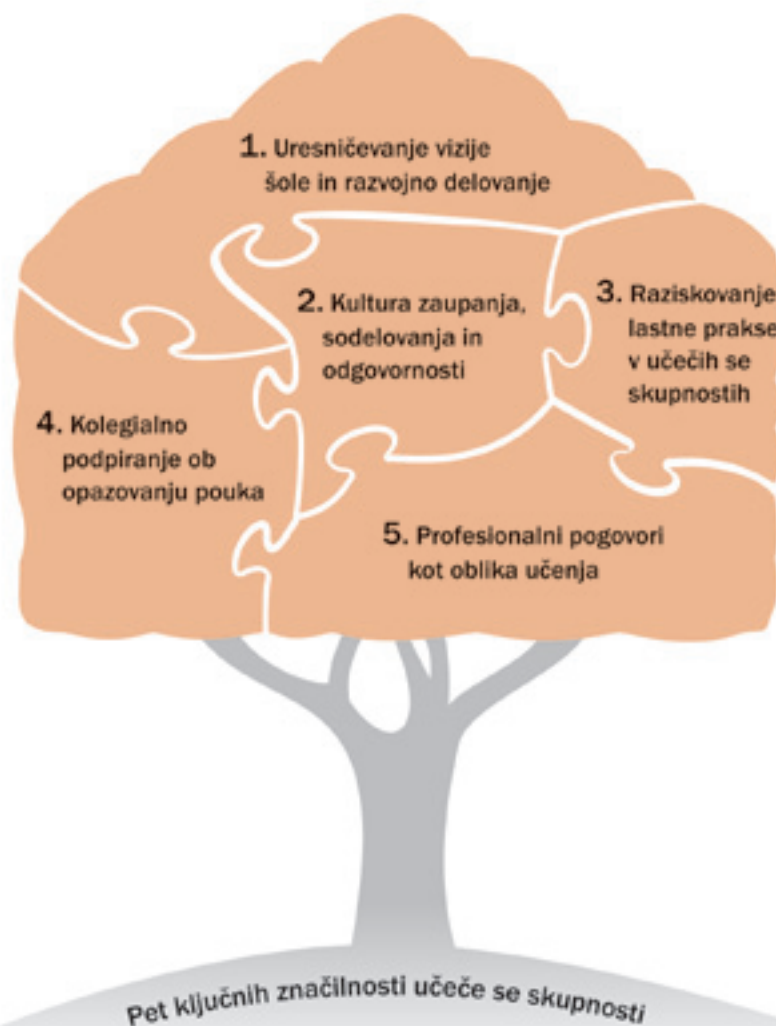 1. Uresničevanje vizije
šole in razvojno delovanje
2. Kultura zaupanja,
sodelovanja in
odgovornosti
3. Raziskovanje
lastne prakse
v učečih se
skupnostih
4. Kolegialno
podpiranje ob
opazovanju pouka
5. Profesionalni pogovori
kot oblika učenja
Pet ključnih značilnosti učeče se skupnosti